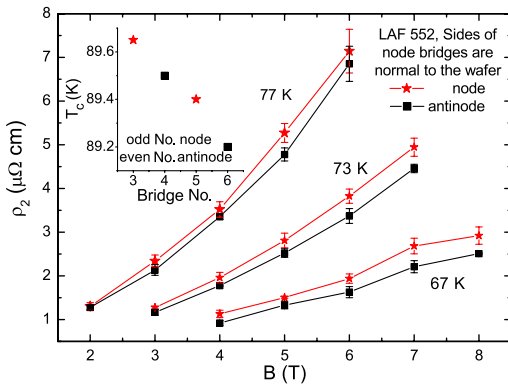 8
7
6
5
4
3
2
1
ρ₂ (μΩ cm)
2 3 4 5 6 7 8
B (T)
LAF 552, Sides of
node bridges are
normal to the wafer
node
antinode
77 K
73 K
67 K
89.6
89.4
89.2
T_c (K)
odd No. node
even No. antinode
3 4 5 6
Bridge No.